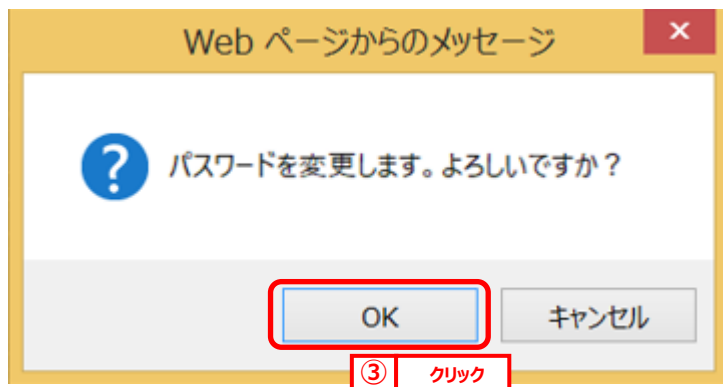 Web ページからのメッセージ
×
?
パスワードを変更します。よろしいですか？
OK
キャンセル
③ クリック